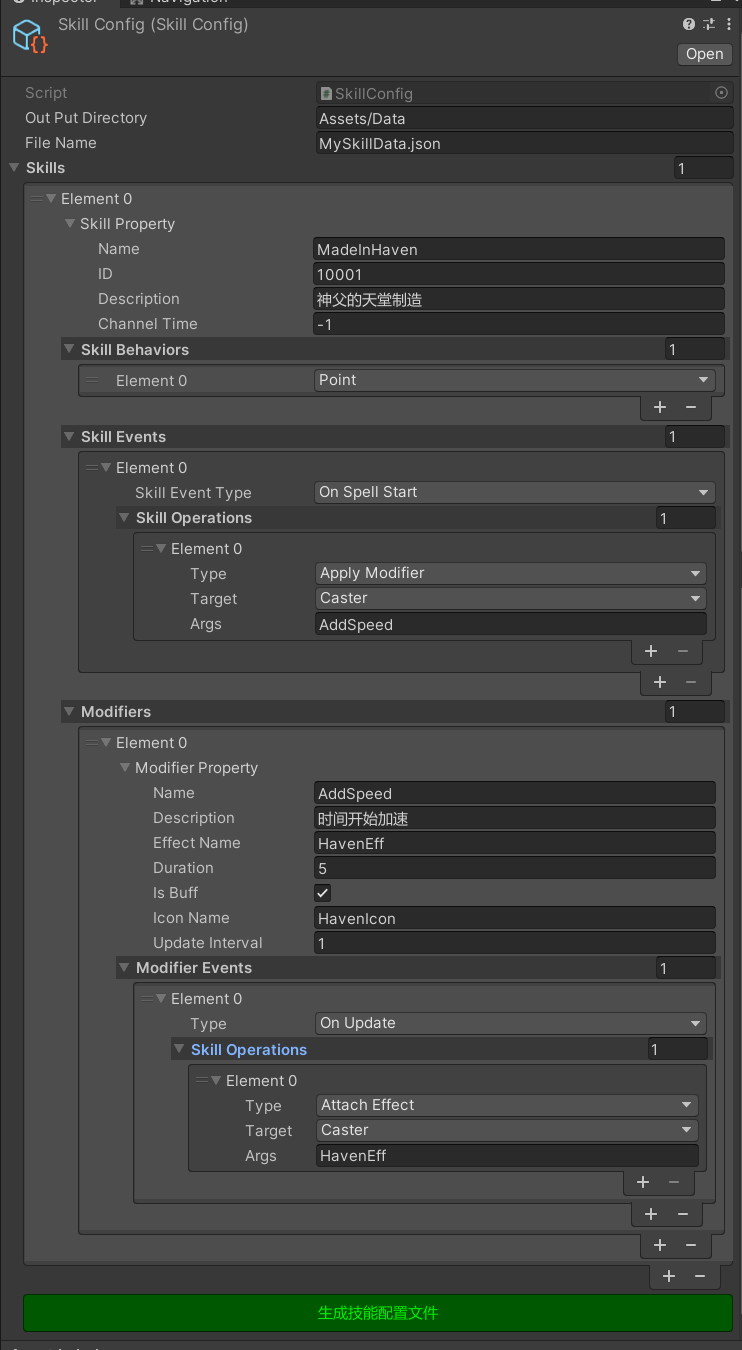 Inspector
Navigation
Skill Config (Skill Config)
Open
Script SkillConfig
Out Put Directory Assets/Data
File Name MySkillData.json
Skills 1
Element 0
Skill Property
Name MadeInHaven
ID 10001
Description 神父的天堂制造
Channel Time -1
Skill Behaviors 1
Element 0 Point
Skill Events 1
Element 0
Skill Event Type On Spell Start
Skill Operations 1
Element 0
Type Apply Modifier
Target Caster
Args AddSpeed
Modifiers 1
Element 0
Modifier Property
Name AddSpeed
Description 时间开始加速
Effect Name HavenEff
Duration 5
Is Buff
Icon Name HavenIcon
Update Interval 1
Modifier Events 1
Element 0
Type On Update
Skill Operations 1
Element 0
Type Attach Effect
Target Caster
Args HavenEff
生成技能配置文件